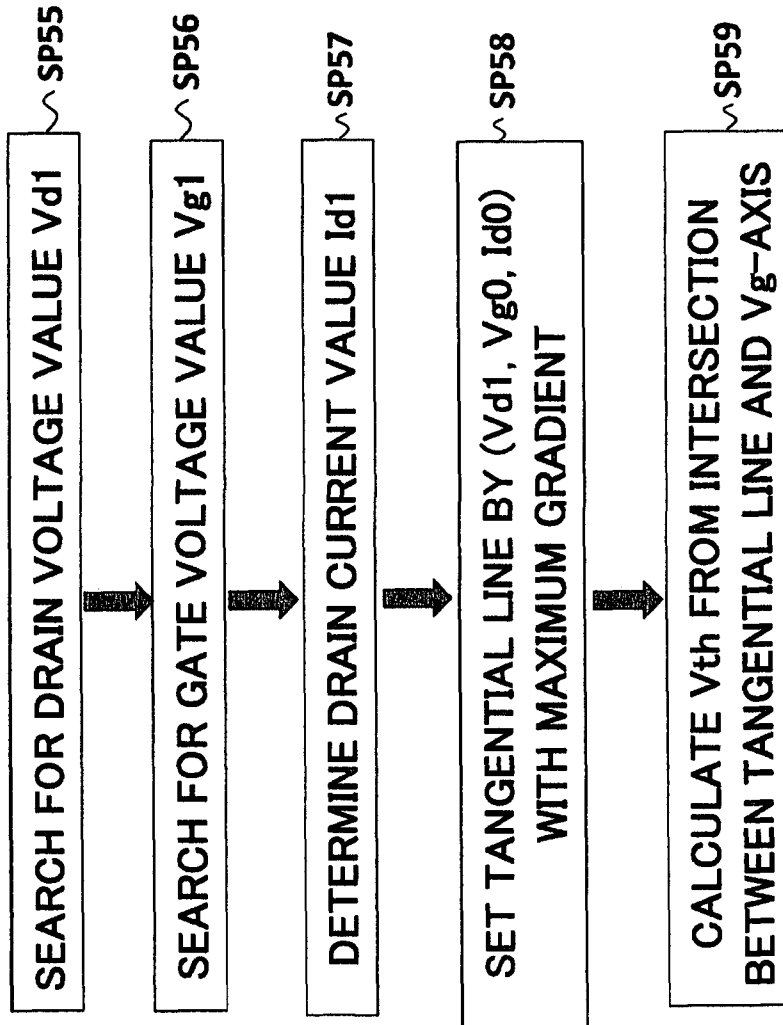 SEARCH FOR DRAIN VOLTAGE VALUE Vd1
SP55
SEARCH FOR GATE VOLTAGE VALUE Vg1
SP56
DETERMINE DRAIN CURRENT VALUE Id1
SP57
SET TANGENTIAL LINE BY (Vd1, Vg0, Id0)
WITH MAXIMUM GRADIENT
SP58
CALCULATE Vth FROM INTERSECTION
BETWEEN TANGENTIAL LINE AND Vg-AXIS
SP59